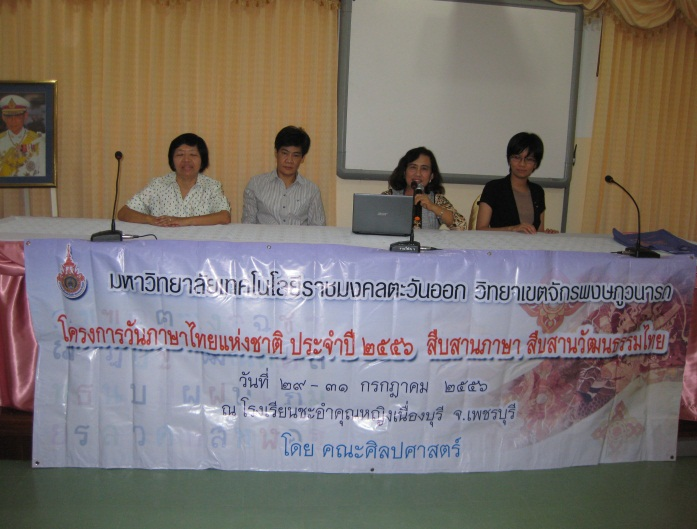 มหาวิทยาลัยเทคโนโลยีราชมงคลตะวันออก วิทยาเขตจักรพงษภูวนารถ
โครงการวันภาษาไทยแห่งชาติ ประจำปี ๒๕๕๖ สืบสานภาษา สืบสานวัฒนธรรมไทย
วันที่ ๒๙ - ๓๑ กรกฎาคม ๒๕๕๖
ณ โรงเรียนชะอำคุณหญิงเนื่องบุรี จ.เพชรบุรี
โดย คณะศิลปศาสตร์